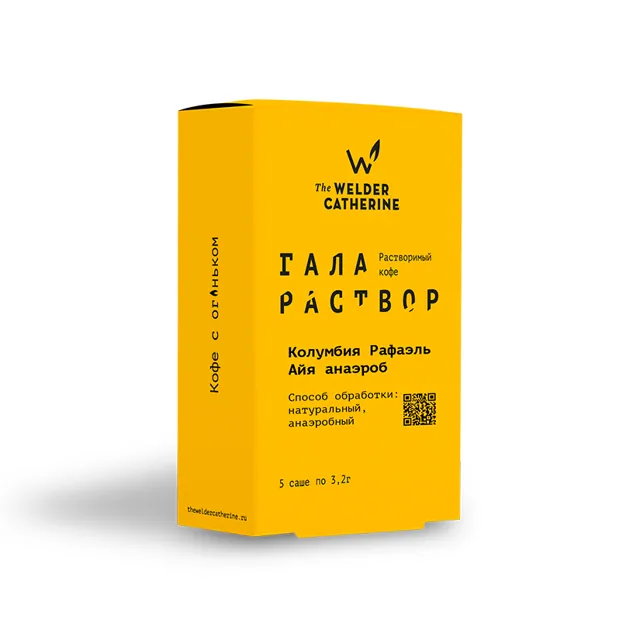 The WELDER
CATHERINE
ГАЛА
Растворимый
кофе
РАСТВОР
Колумбия Рафаэль
Айя анаэроб
Способ обработки:
натуральный,
анаэробный
5 саше по 3,2г
Кофе с огоньком
theweldercatherine.ru